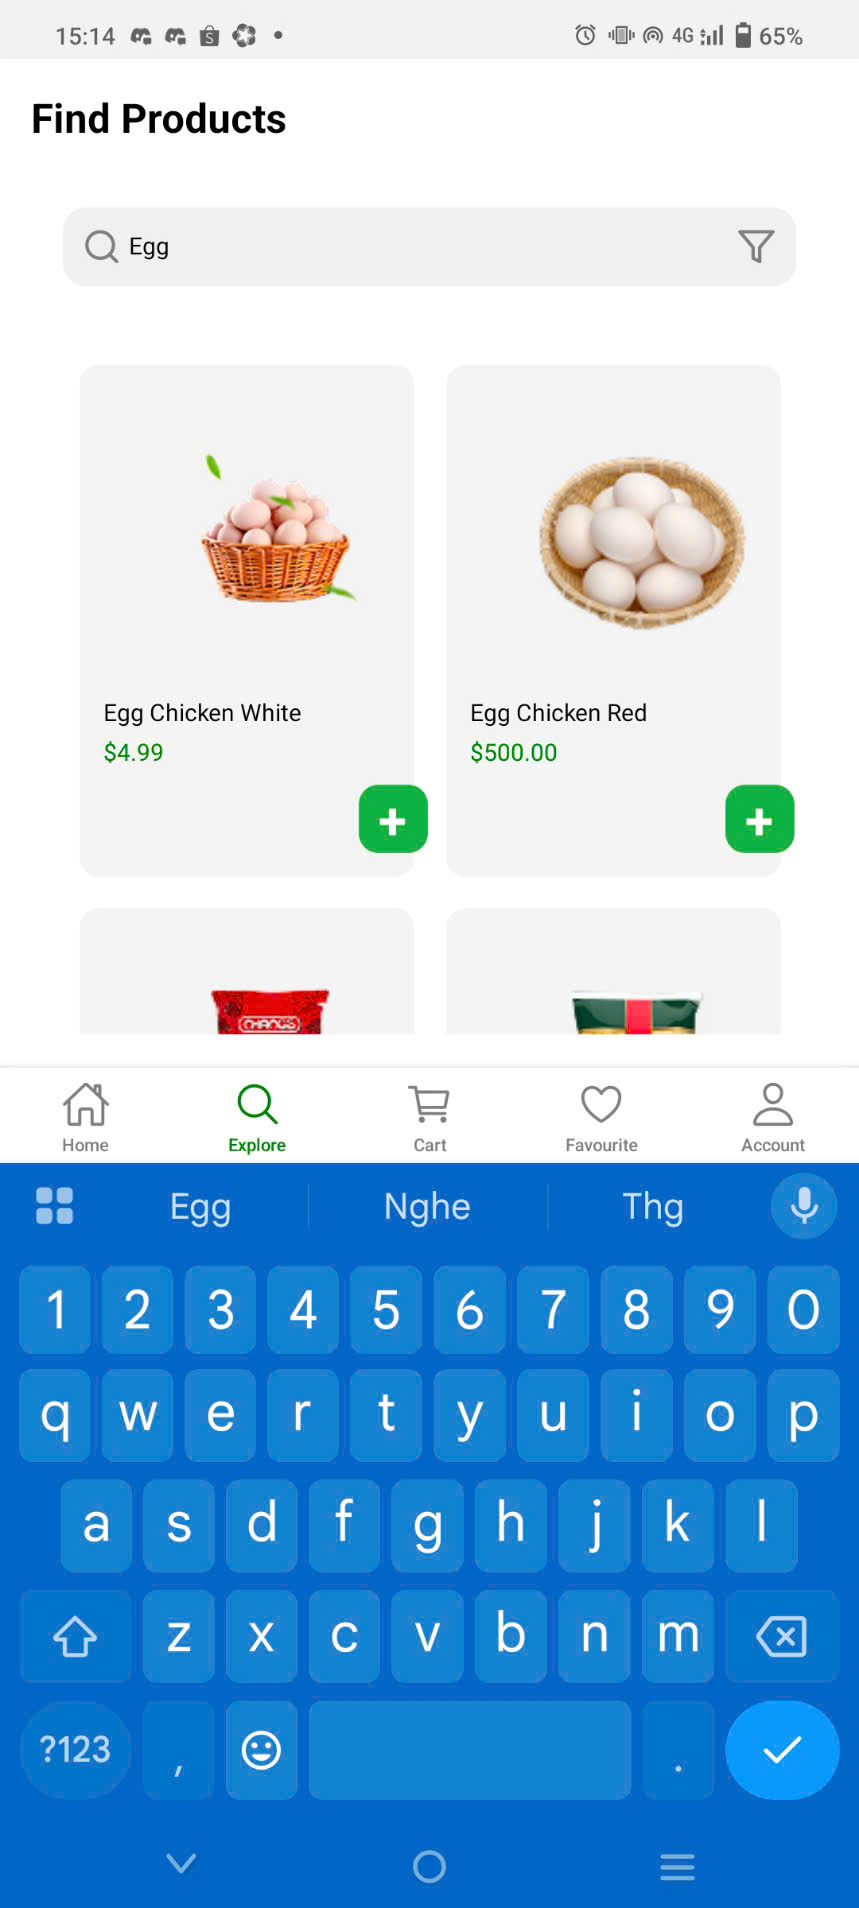 15:14 4G 65%
Find Products
Egg
Egg Chicken White
$4.99
Egg Chicken Red
$500.00
CHANGS
Home Explore Cart Favourite Account
Egg Nghe Thg
1 2 3 4 5 6 7 8 9 0
q w e r t y u i o p
a s d f g h j k l
z x c v b n m
?123 , .